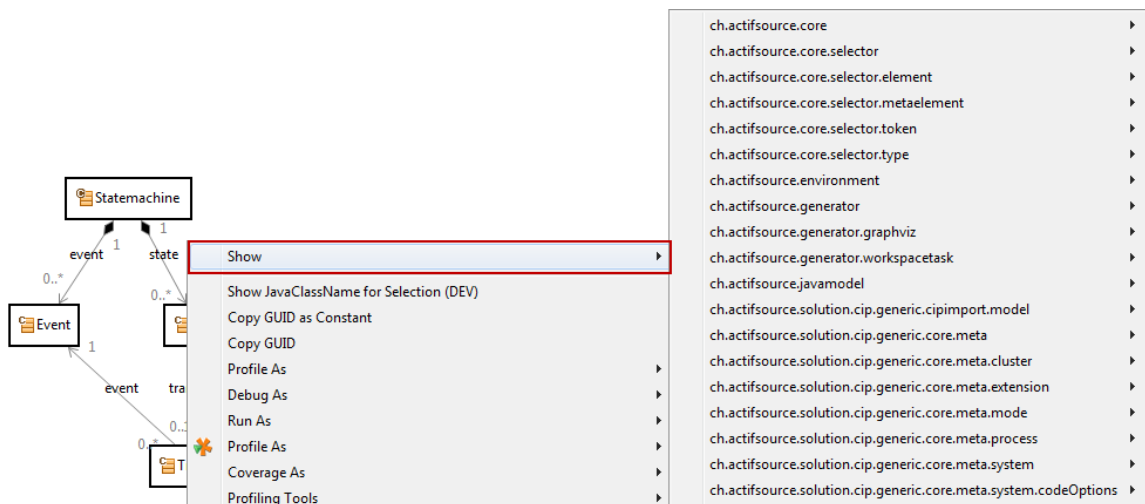 Statemachine
1
1
event
state
0..*
0..*
Event
1
event
tra
0..
0..*
T
Show
Show JavaClassName for Selection (DEV)
Copy GUID as Constant
Copy GUID
Profile As
Debug As
Run As
Profile As
Coverage As
Profiling Tools
ch.actifsource.core
ch.actifsource.core.selector
ch.actifsource.core.selector.element
ch.actifsource.core.selector.metaelement
ch.actifsource.core.selector.token
ch.actifsource.core.selector.type
ch.actifsource.environment
ch.actifsource.generator
ch.actifsource.generator.graphviz
ch.actifsource.generator.workspacetask
ch.actifsource.javamodel
ch.actifsource.solution.cip.generic.cipimport.model
ch.actifsource.solution.cip.generic.core.meta
ch.actifsource.solution.cip.generic.core.meta.cluster
ch.actifsource.solution.cip.generic.core.meta.extension
ch.actifsource.solution.cip.generic.core.meta.mode
ch.actifsource.solution.cip.generic.core.meta.process
ch.actifsource.solution.cip.generic.core.meta.system
ch.actifsource.solution.cip.generic.core.meta.system.codeOptions